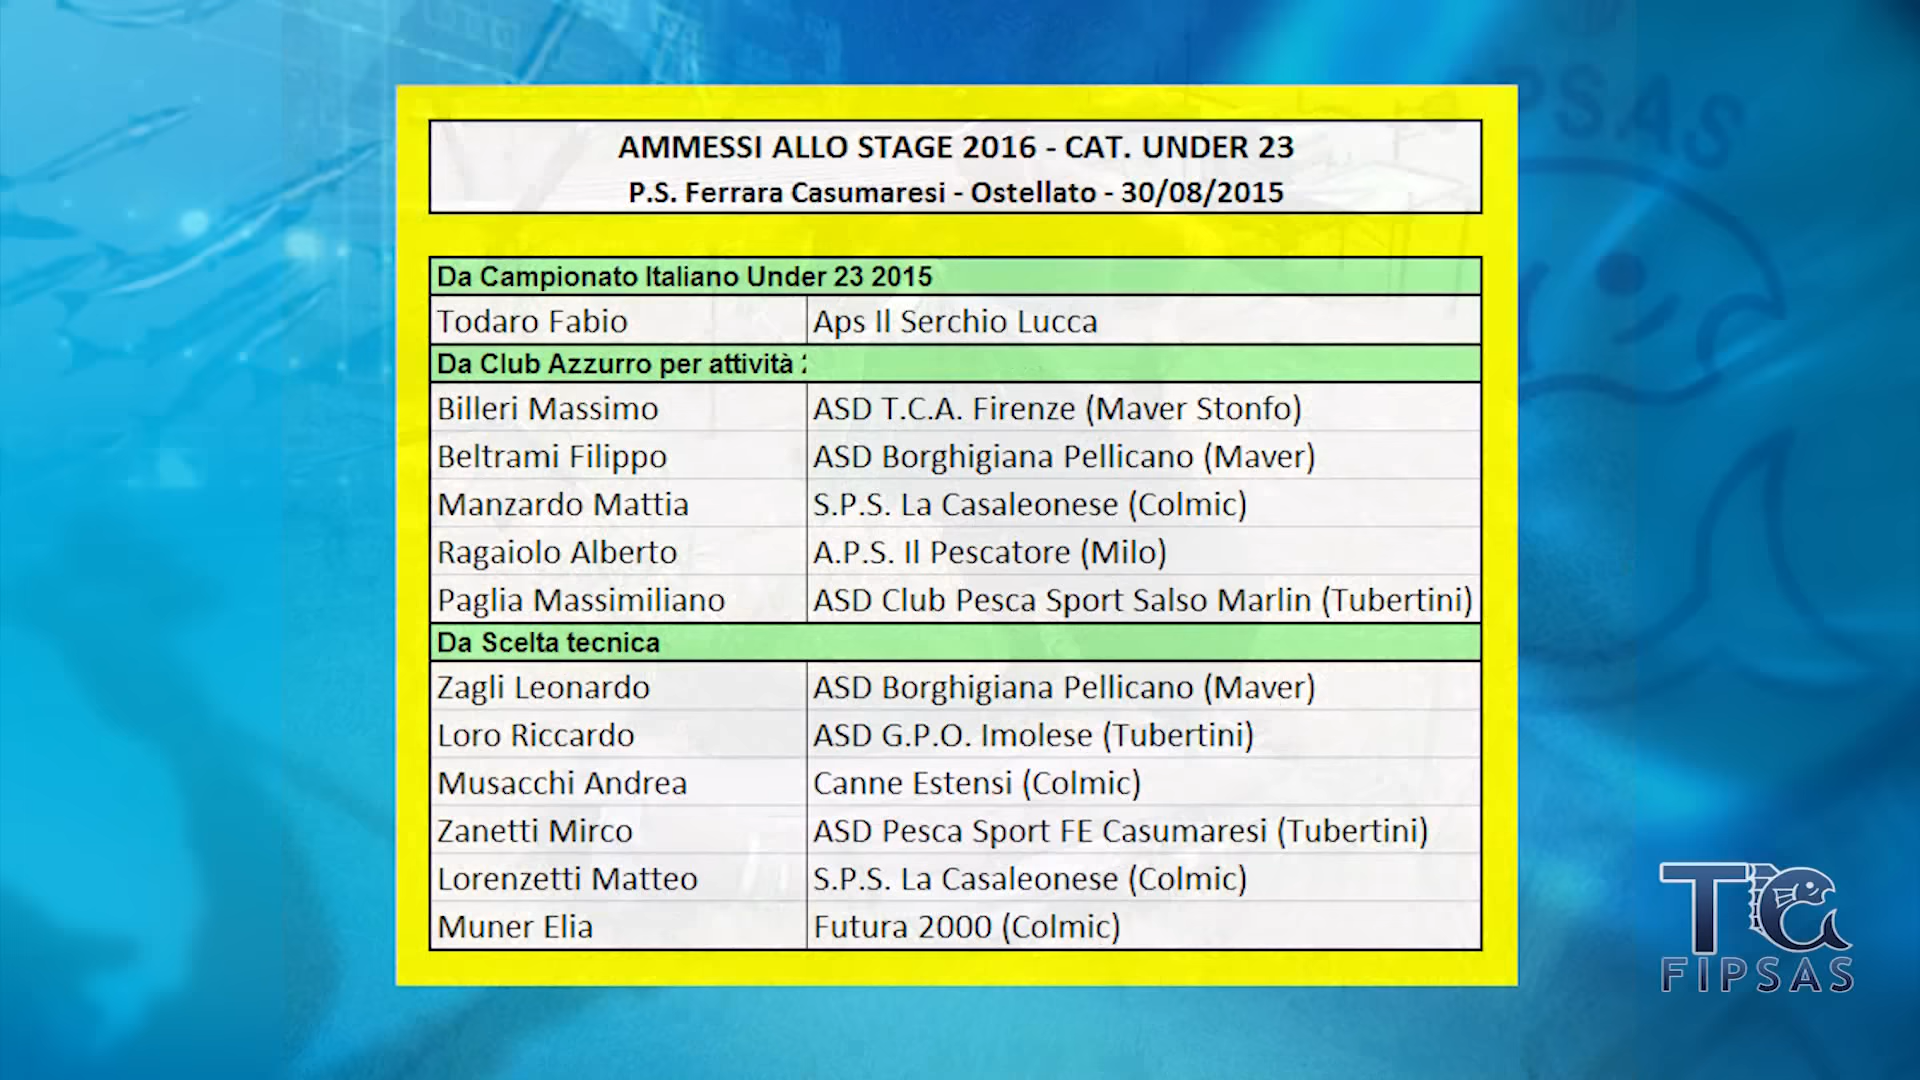 FIPSAS
AMMESSI ALLO STAGE 2016 - CAT. UNDER 23
P.S. Ferrara Casumaresi - Ostellato - 30/08/2015
Da Campionato Italiano Under 23 2015
Todaro Fabio Aps Il Serchio Lucca
Da Club Azzurro per attività
Billeri Massimo ASD T.C.A. Firenze (Maver Stonfo)
Beltrami Filippo ASD Borghigiana Pellicano (Maver)
Manzardo Mattia S.P.S. La Casaleonese (Colmic)
Ragaiolo Alberto A.P.S. Il Pescatore (Milo)
Paglia Massimiliano ASD Club Pesca Sport Salso Marlin (Tubertini)
Da Scelta tecnica
Zagli Leonardo ASD Borghigiana Pellicano (Maver)
Loro Riccardo ASD G.P.O. Imolese (Tubertini)
Musacchi Andrea Canne Estensi (Colmic)
Zanetti Mirco ASD Pesca Sport FE Casumaresi (Tubertini)
Lorenzetti Matteo S.P.S. La Casaleonese (Colmic)
Muner Elia Futura 2000 (Colmic)
TG
FIPSAS